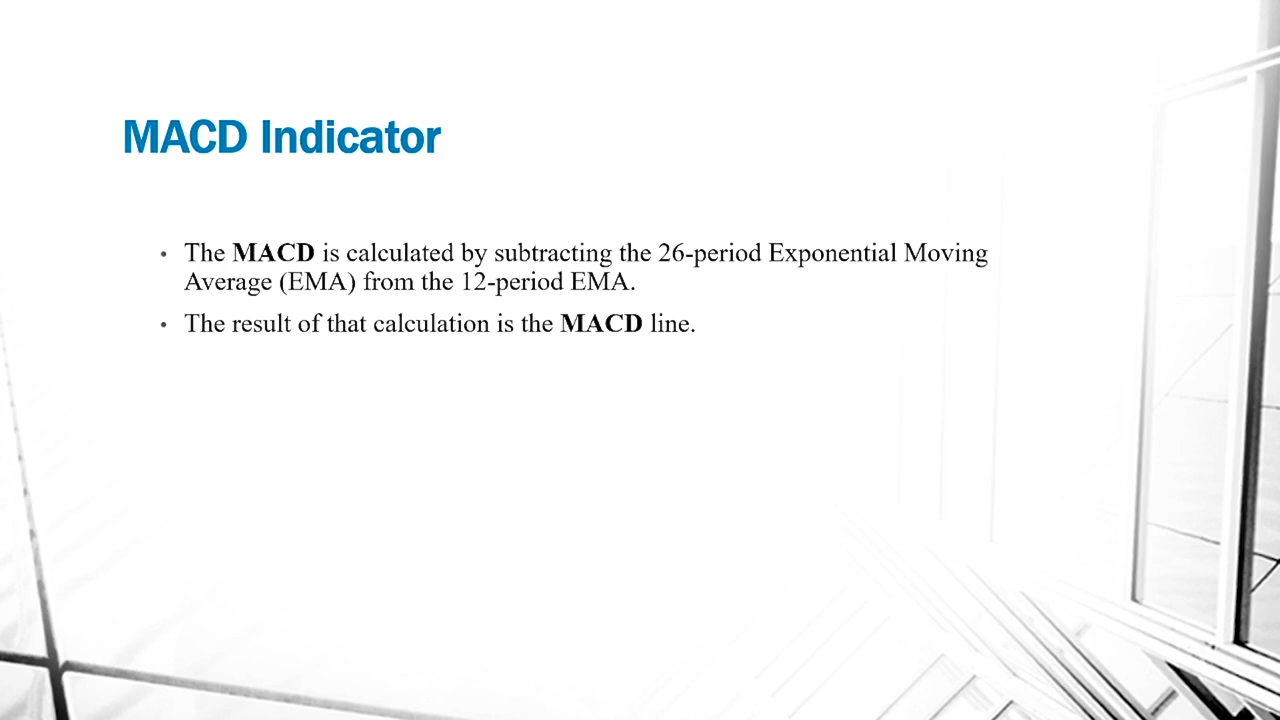 MACD Indicator
• The MACD is calculated by subtracting the 26-period Exponential Moving
Average (EMA) from the 12-period EMA.
• The result of that calculation is the MACD line.